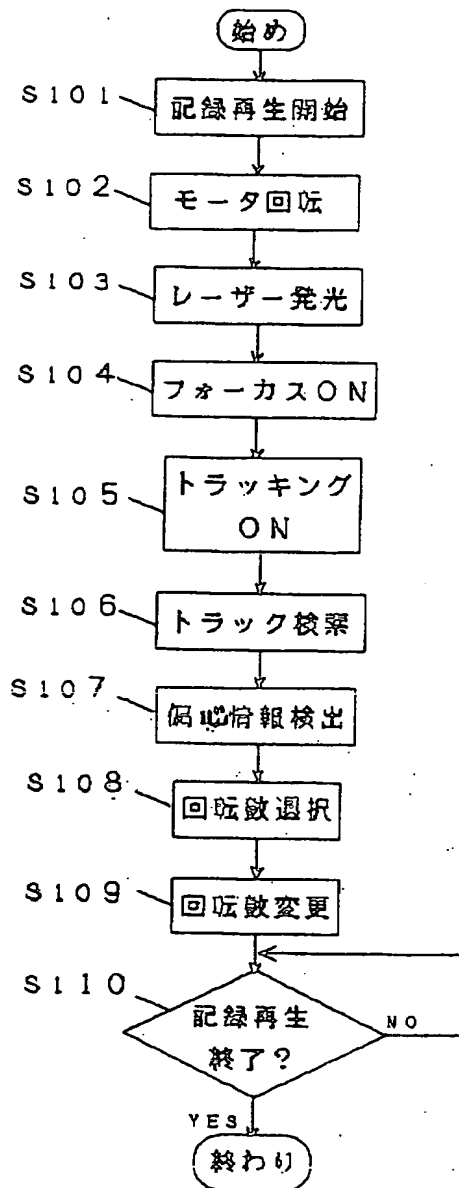 始め
S101
記録再生開始
S102
モータ回転
S103
レーザー発光
S104
フォーカスON
S105
トラッキング
ON
S106
トラック検索
S107
偏心情報検出
S108
回転数選択
S109
回転数変更
S110
記録再生
終了?
NO
YES
終わり